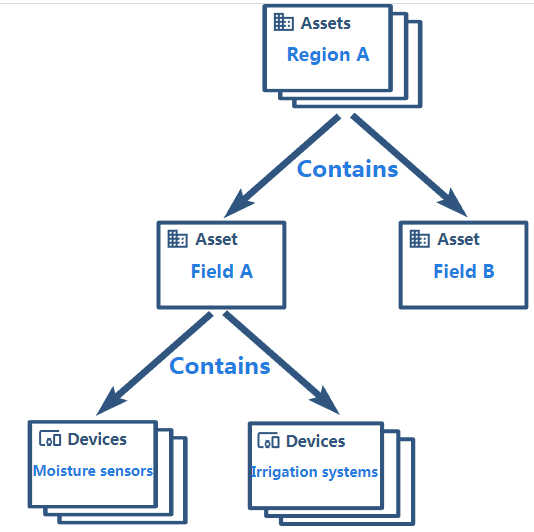 Assets
Region A
Contains
Asset
Field A
Asset
Field B
Contains
Devices
Moisture sensors
Devices
Irrigation systems